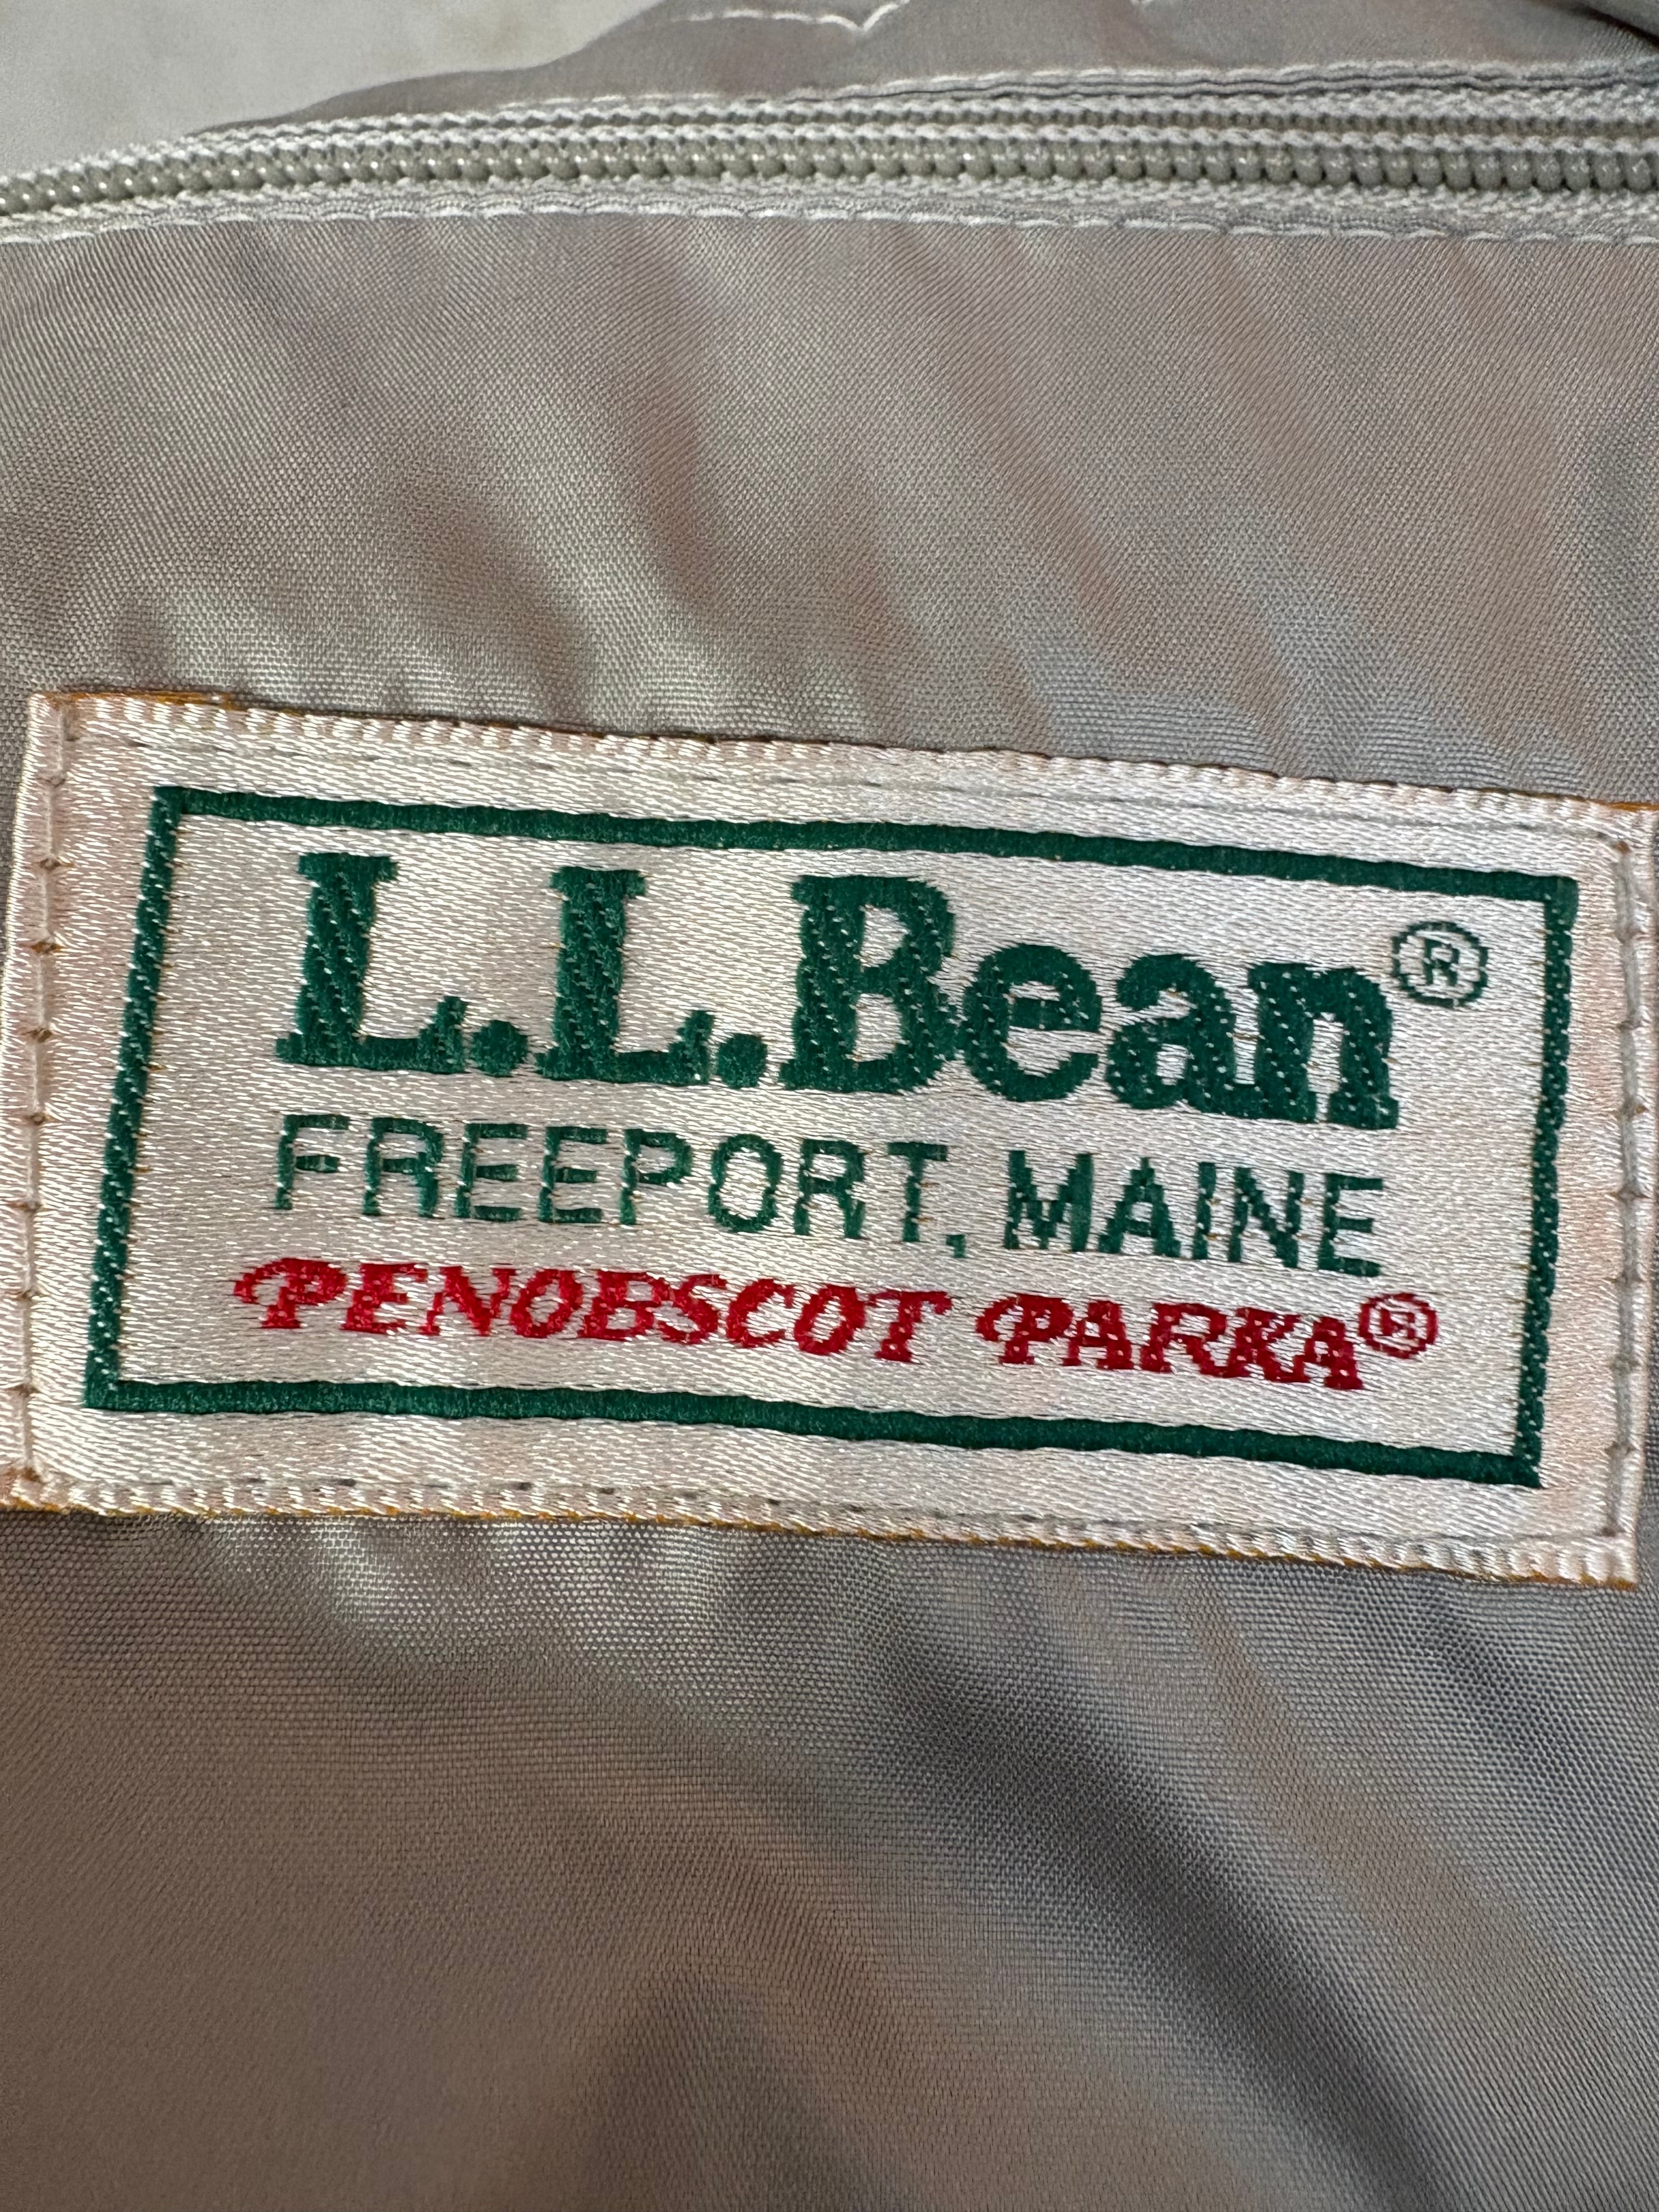 L.L.Bean®
FREEPORT, MAINE
PENOBSCOT PARKA®